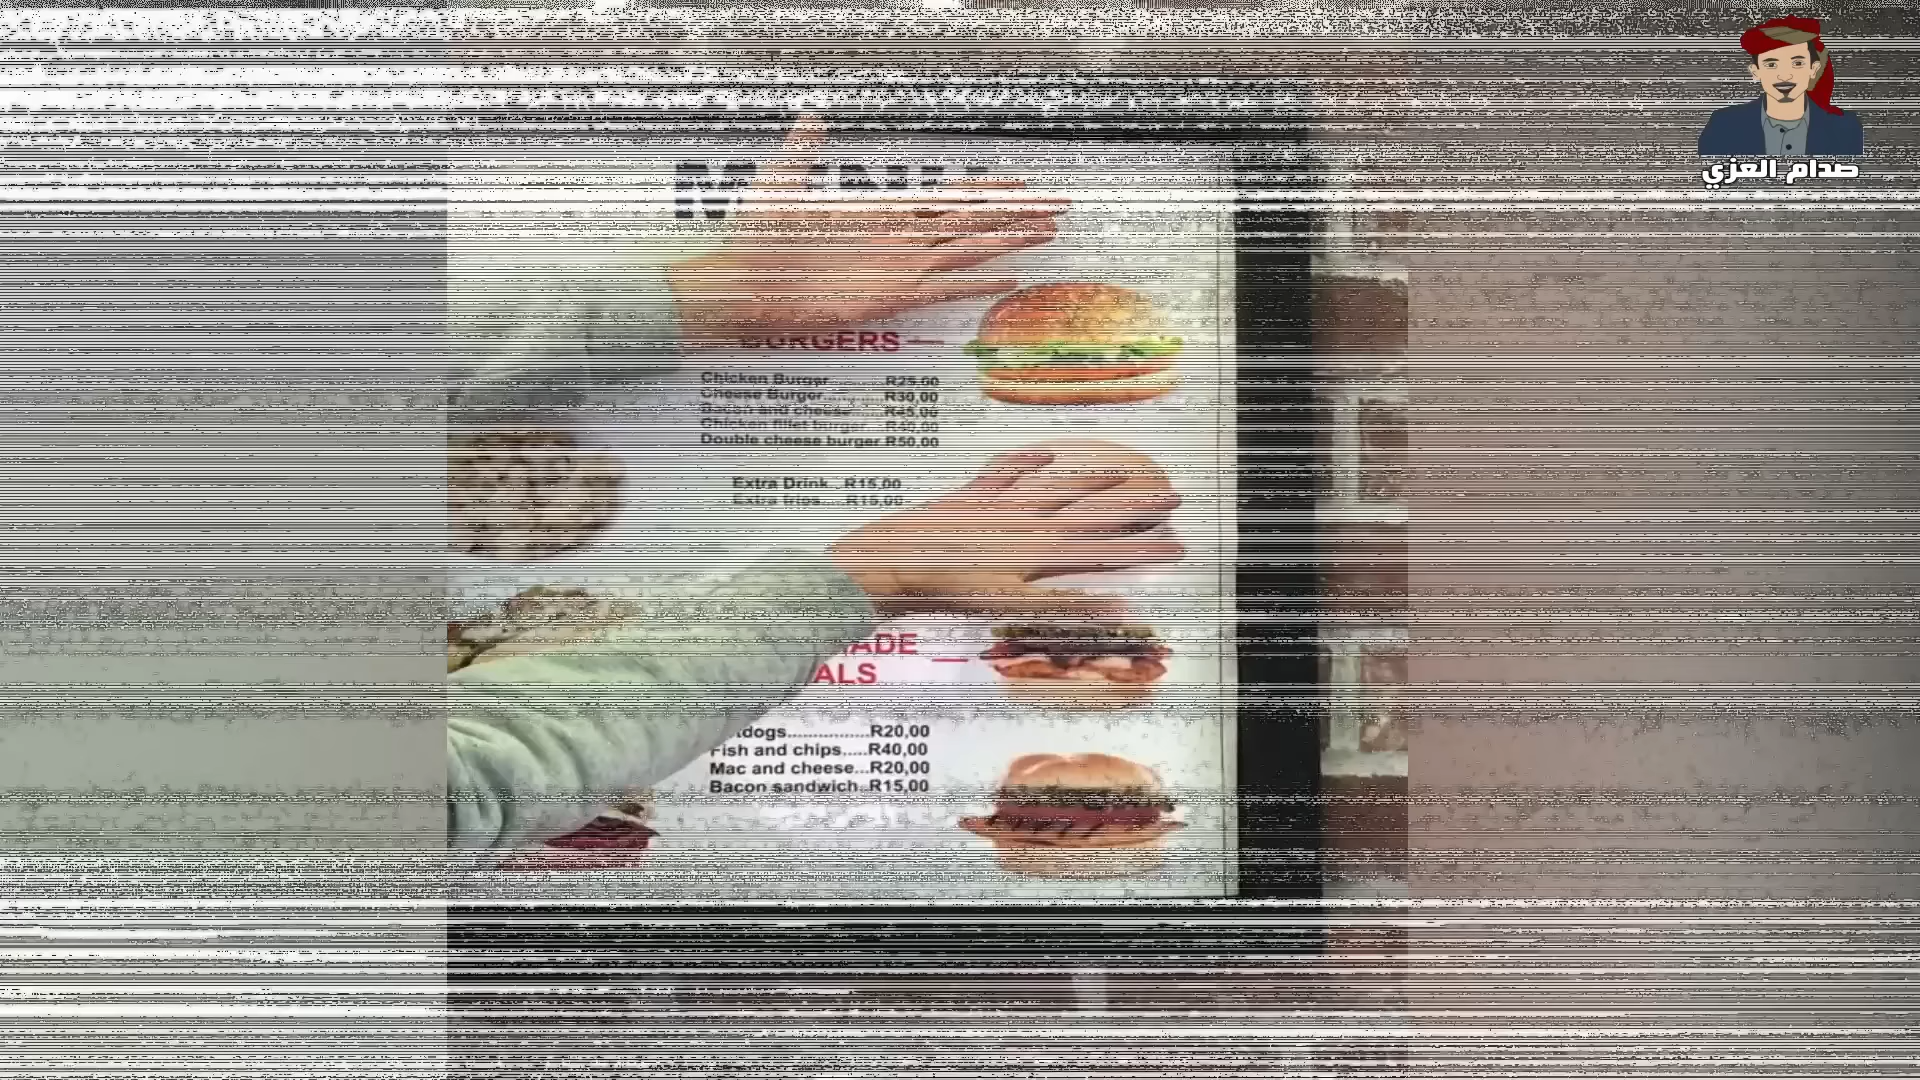 صدام العزي
BURGERS
Chicken Burger..........R25,00
Cheese Burger...........R30,00
Bacon and cheese......R45,00
Chicken fillet burger...R40,00
Double cheese burger R50,00
Extra Drink...R15,00
Extra fries.....R15,00
R20,00
Fish and chips.....R40,00
Mac and cheese...R20,00
Bacon sandwich..R15,00